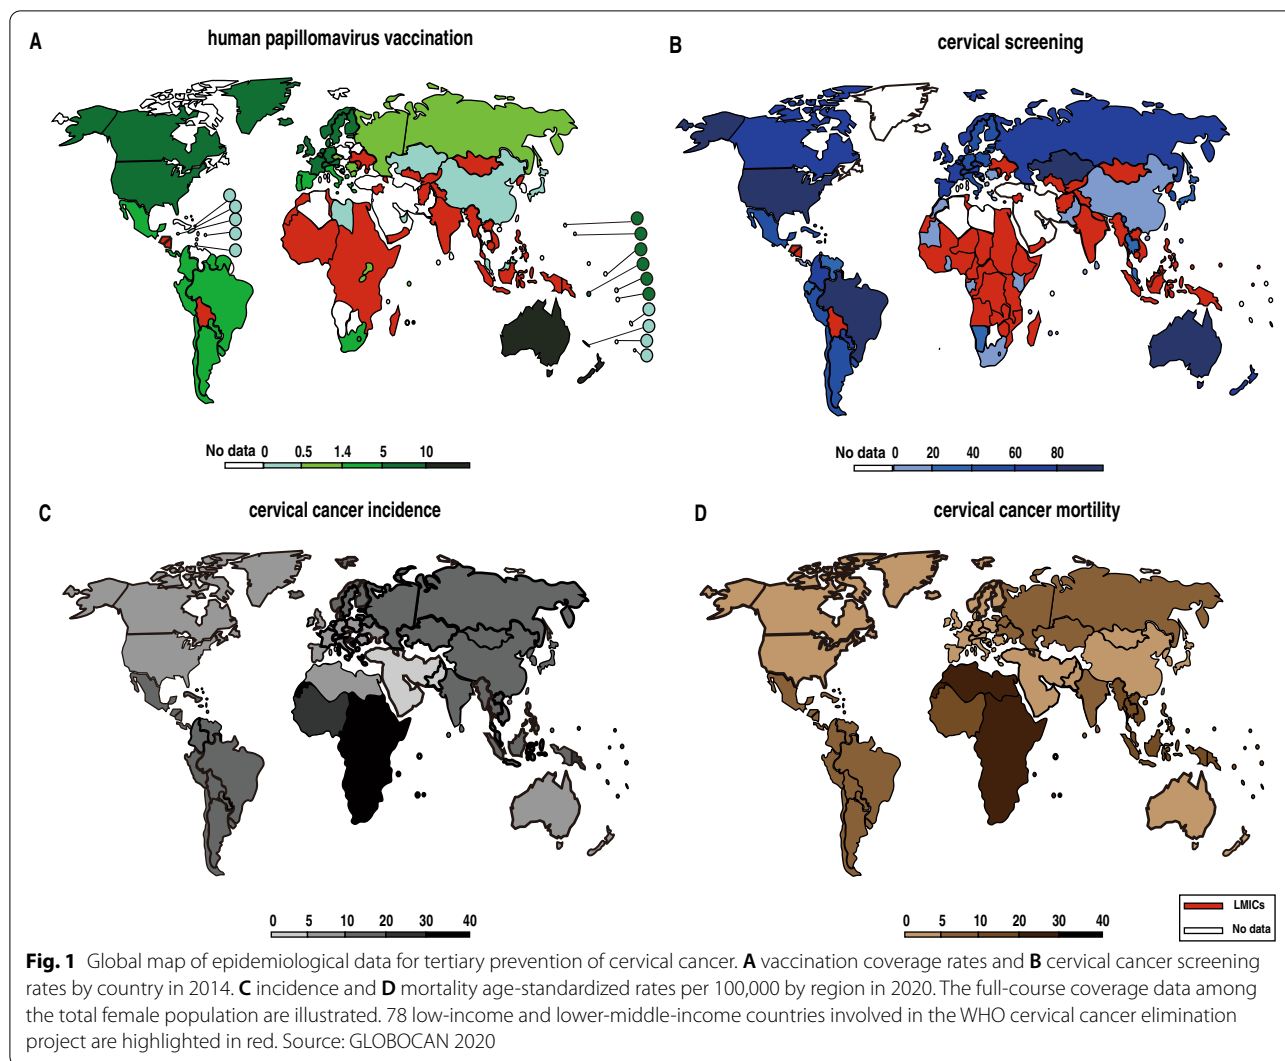 A
human papillomavirus vaccination
No data 0 0.5 1.4 5 10
B
cervical screening
No data 0 20 40 60 80
C
cervical cancer incidence
0 5 10 20 30 40
D
cervical cancer mortility
0 5 10 20 30 40
LMICs
No data
Fig. 1 Global map of epidemiological data for tertiary prevention of cervical cancer. A vaccination coverage rates and B cervical cancer screening
rates by country in 2014. C incidence and D mortality age-standardized rates per 100,000 by region in 2020. The full-course coverage data among
the total female population are illustrated. 78 low-income and lower-middle-income countries involved in the WHO cervical cancer elimination
project are highlighted in red. Source: GLOBOCAN 2020